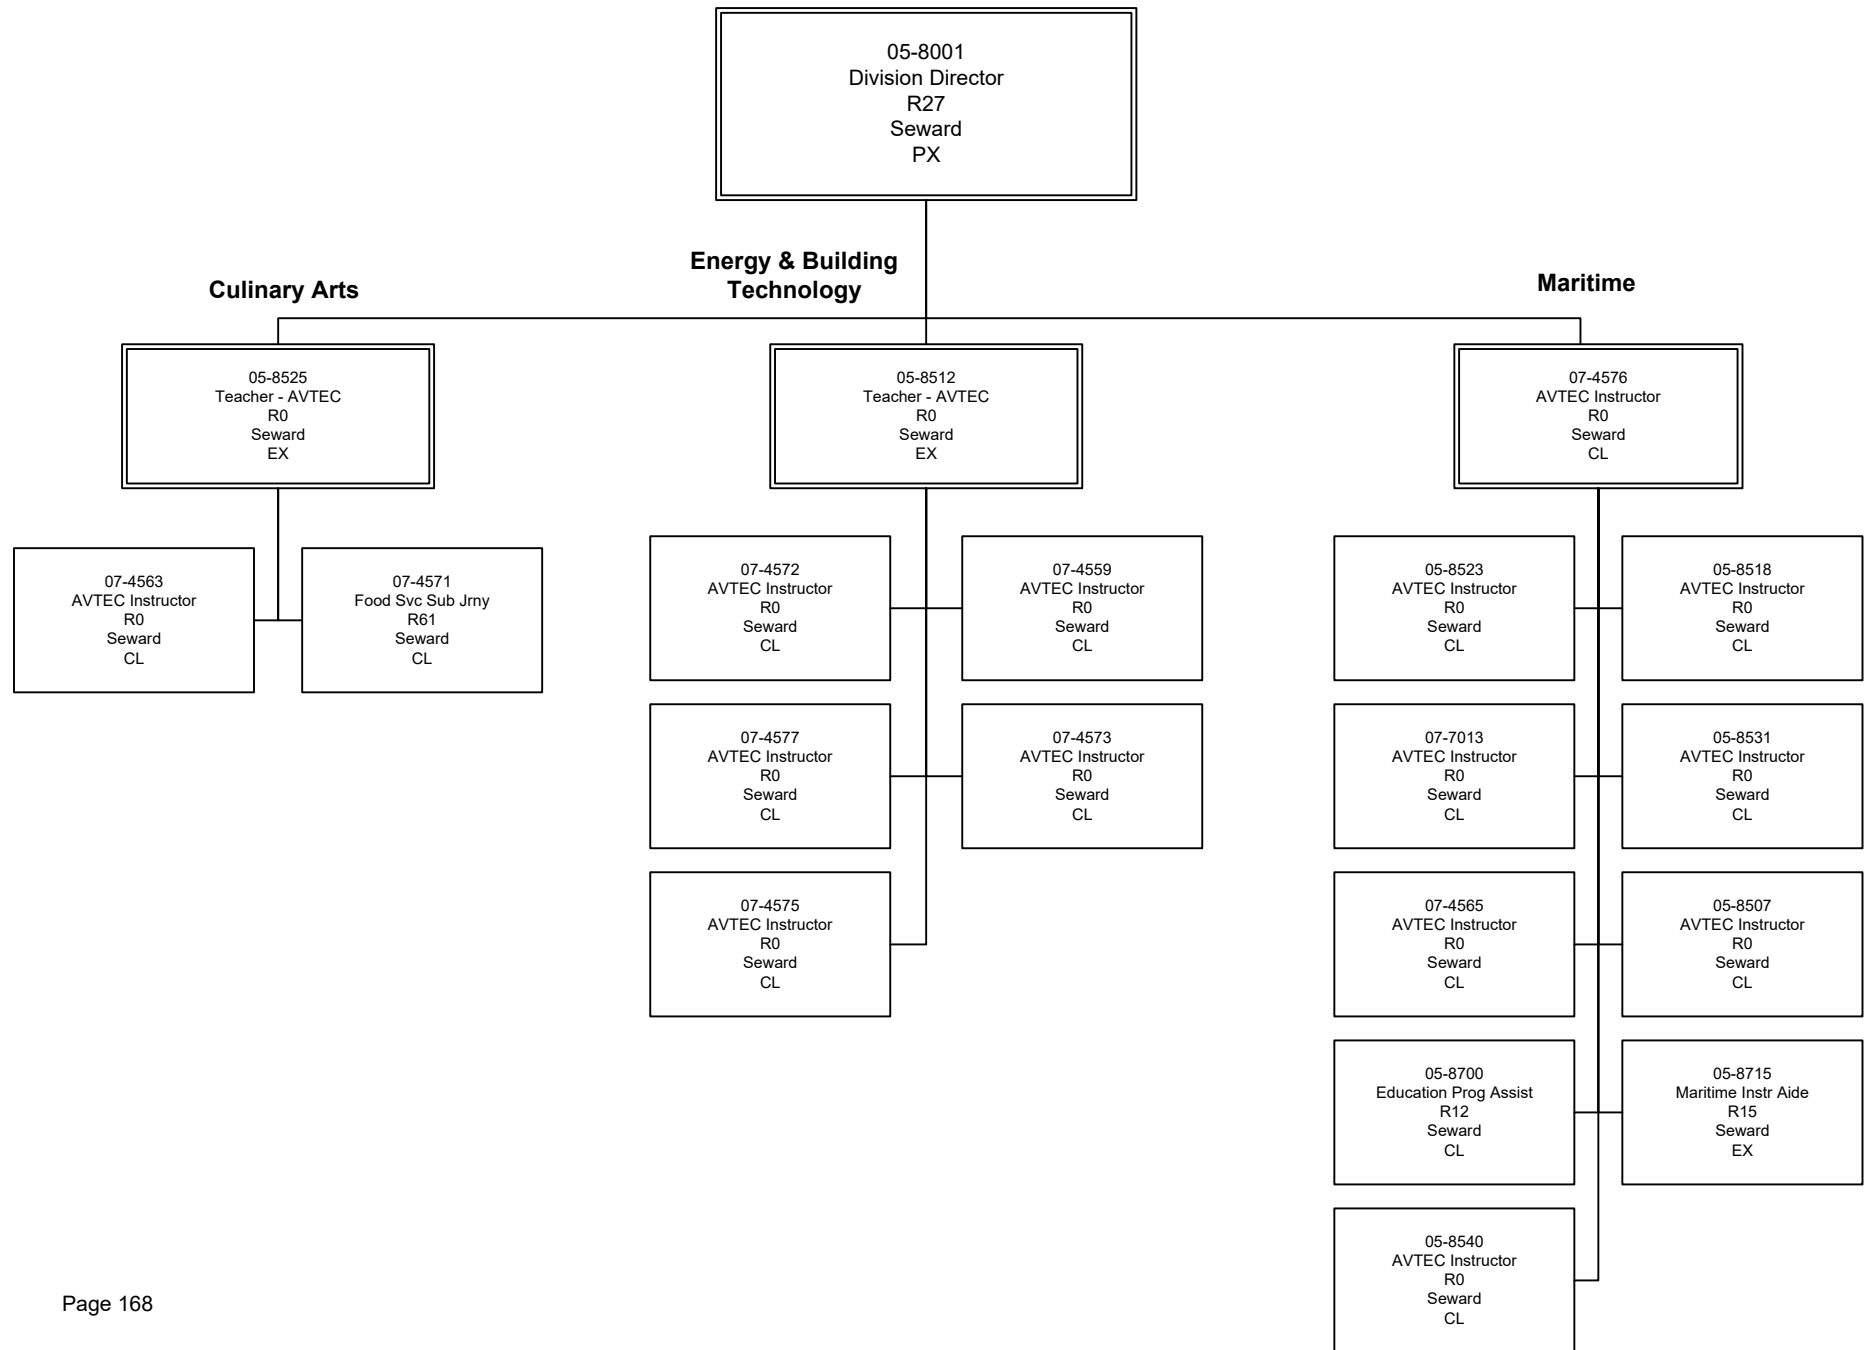 05-8001
Division Director
R27
Seward
PX
Culinary Arts
Energy & Building
Technology
Maritime
05-8525
Teacher - AVTEC
R0
Seward
EX
05-8512
Teacher - AVTEC
R0
Seward
EX
07-4576
AVTEC Instructor
R0
Seward
CL
07-4563
AVTEC Instructor
R0
Seward
CL
07-4571
Food Svc Sub Jrny
R61
Seward
CL
07-4572
AVTEC Instructor
R0
Seward
CL
07-4559
AVTEC Instructor
R0
Seward
CL
05-8523
AVTEC Instructor
R0
Seward
CL
05-8518
AVTEC Instructor
R0
Seward
CL
07-4577
AVTEC Instructor
R0
Seward
CL
07-4573
AVTEC Instructor
R0
Seward
CL
07-7013
AVTEC Instructor
R0
Seward
CL
05-8531
AVTEC Instructor
R0
Seward
CL
07-4575
AVTEC Instructor
R0
Seward
CL
07-4565
AVTEC Instructor
R0
Seward
CL
05-8507
AVTEC Instructor
R0
Seward
CL
05-8700
Education Prog Assist
R12
Seward
CL
05-8715
Maritime Instr Aide
R15
Seward
EX
05-8540
AVTEC Instructor
R0
Seward
CL
Page 168